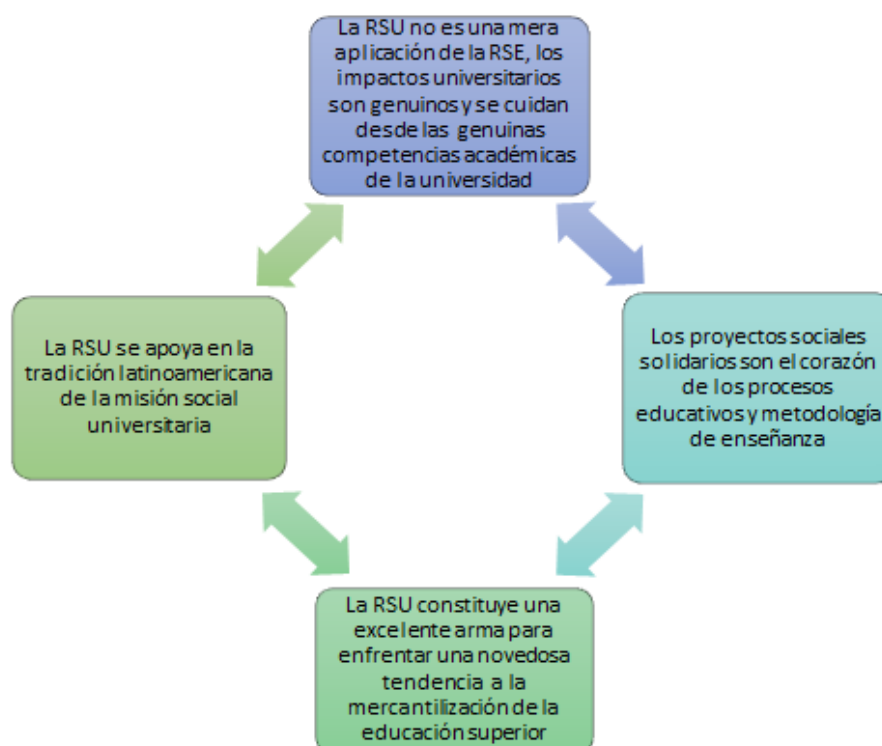 La RSU no es una mera
aplicación de la RSE, los
impactos universitarios
son genuinos y se cuidan
desde las genuinas
competencias académicas
de la universidad
La RSU se apoya en la
tradición latinoamericana
de la misión social
universitaria
Los proyectos sociales
solidarios son el corazón
de los procesos
educativos y metodología
de enseñanza
La RSU constituye una
excelente arma para
enfrentar una novedosa
tendencia a la
mercantilización de la
educación superior